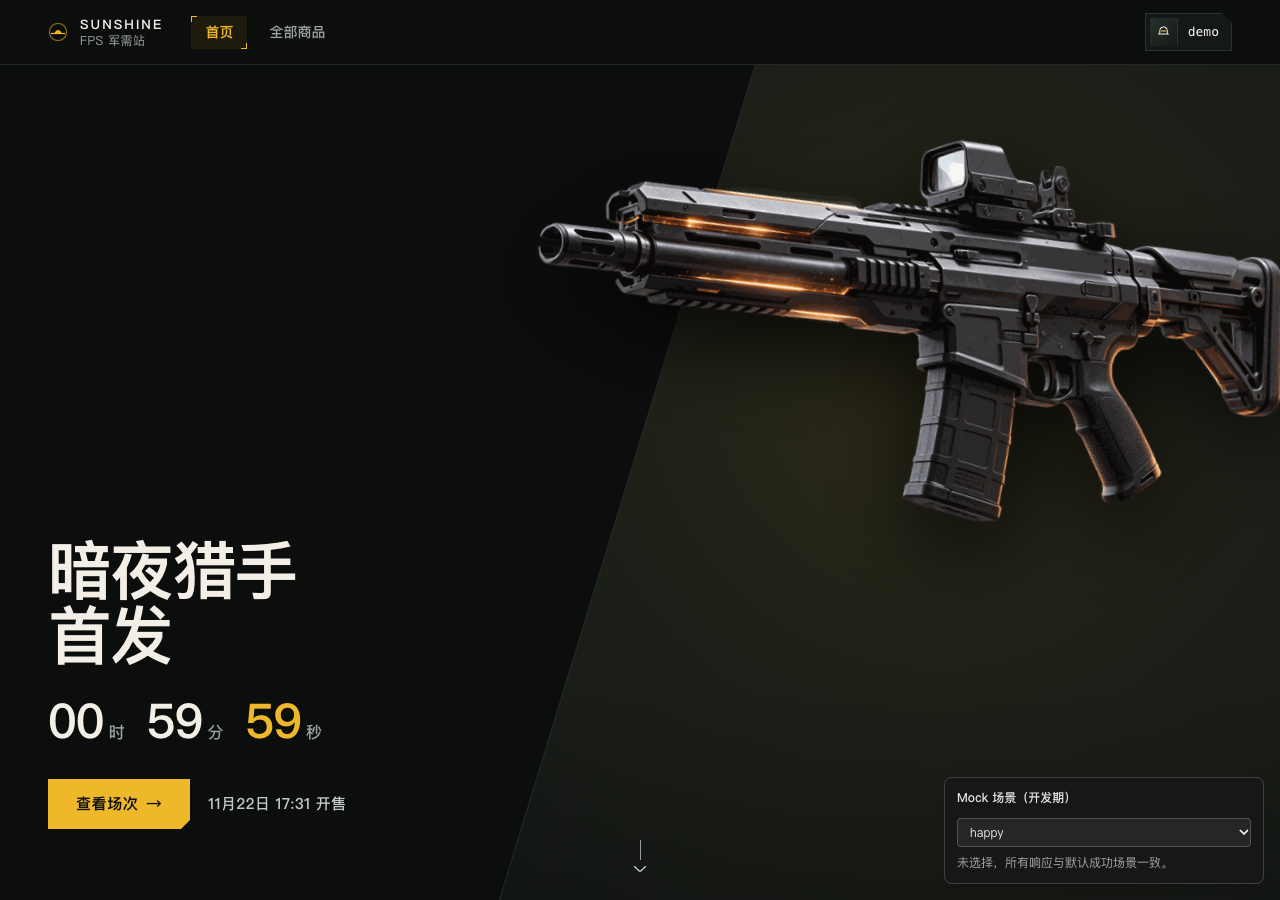 SUNSHINE
FPS 军需站
首页
全部商品
demo
暗夜猎手
首发
00 时 59 分 59 秒
查看场次 →
11月22日 17:31 开售
Mock 场景（开发期）
happy
未选择，所有响应与默认成功场景一致。